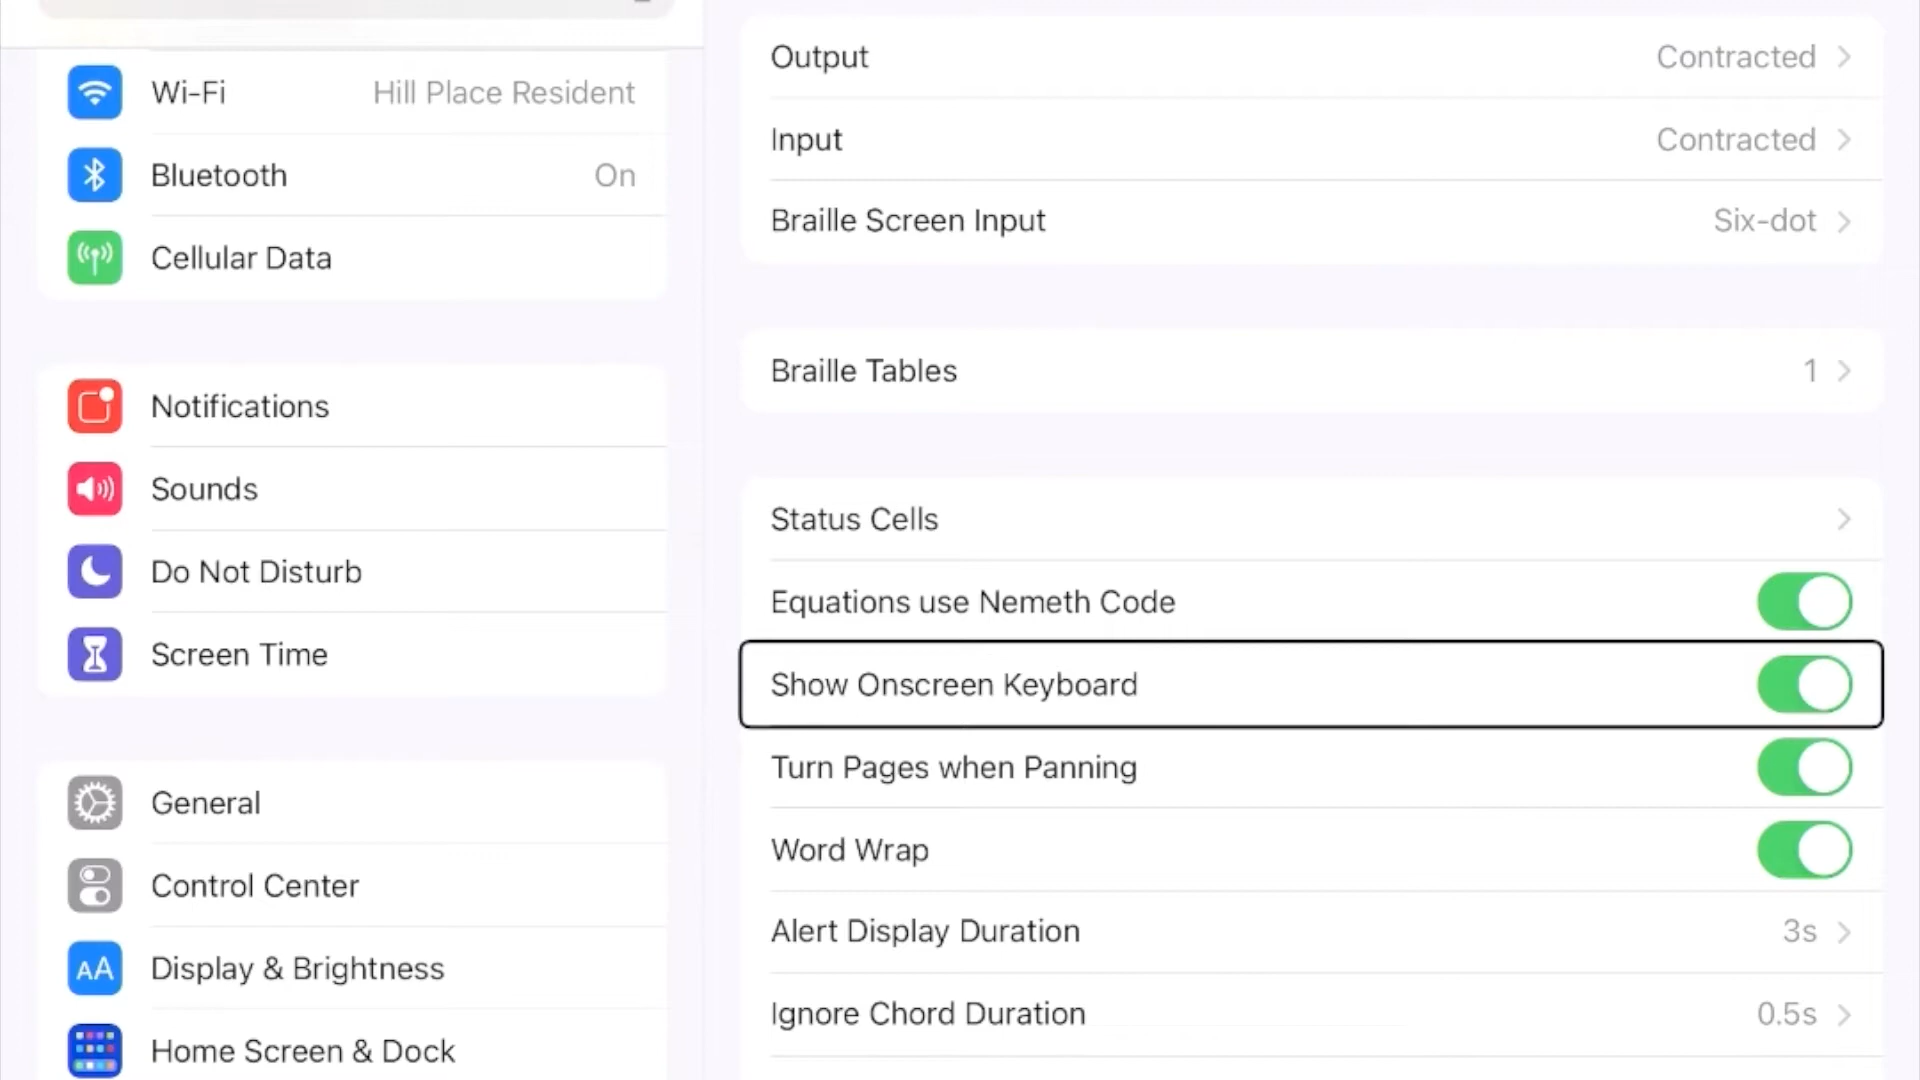 Wi-Fi Hill Place Resident
Bluetooth On
Cellular Data
Notifications
Sounds
Do Not Disturb
Screen Time
General
Control Center
AA Display & Brightness
Home Screen & Dock
Output Contracted
Input Contracted
Braille Screen Input Six-dot
Braille Tables 1
Status Cells
Equations use Nemeth Code
Show Onscreen Keyboard
Turn Pages when Panning
Word Wrap
Alert Display Duration 3s
Ignore Chord Duration 0.5s